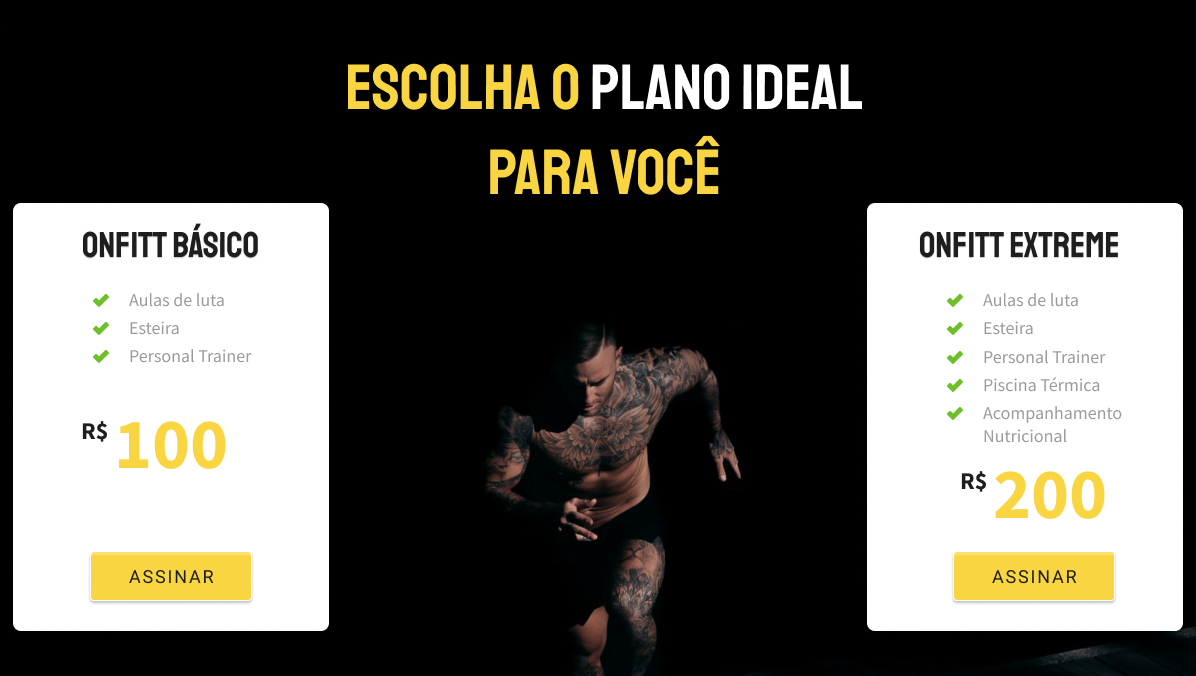 ESCOLHA O PLANO IDEAL
PARA VOCÊ
ONFITT BÁSICO
Aulas de luta
Esteira
Personal Trainer
R$ 100
ASSINAR
ONFITT EXTREME
Aulas de luta
Esteira
Personal Trainer
Piscina Térmica
Acompanhamento
Nutricional
R$ 200
ASSINAR